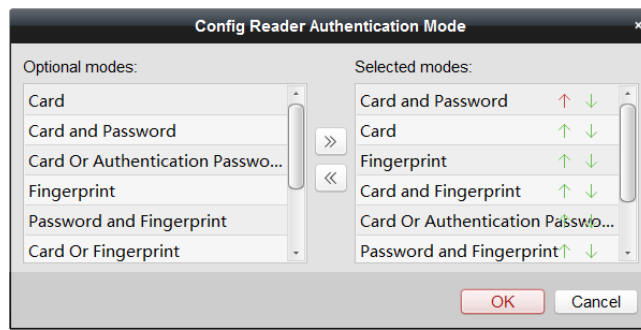 Config Reader Authentication Mode
Optional modes:
Card
Card and Password
Card Or Authentication Passwo...
Fingerprint
Password and Fingerprint
Card Or Fingerprint
Selected modes:
Card and Password
Card
Fingerprint
Card and Fingerprint
Card Or Authentication Passwo...
Password and Fingerprint
OK
Cancel